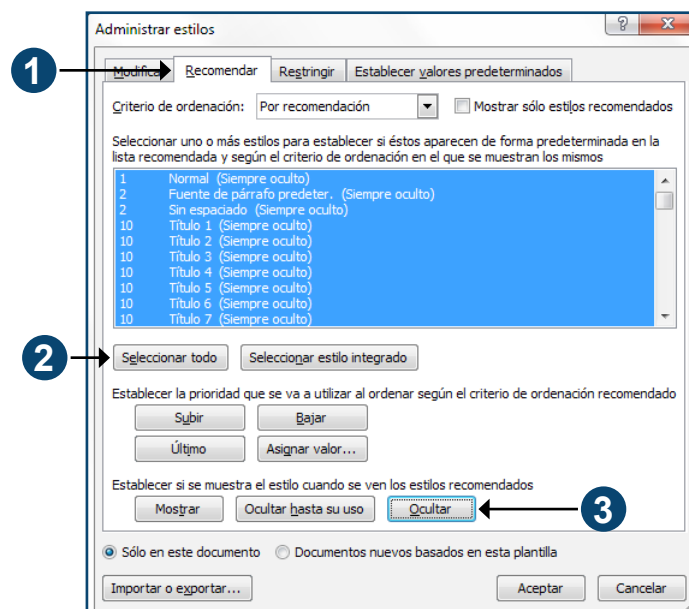 Administrar estilos
1
Modifica Recomendar Restringir Establecer valores predeterminados
Criterio de ordenación: Por recomendación Mostrar sólo estilos recomendados
Seleccionar uno o más estilos para establecer si éstos aparecen de forma predeterminada en la
lista recomendada y según el criterio de ordenación en el que se muestran los mismos
1 Normal (Siempre oculto)
2 Fuente de párrafo predeter. (Siempre oculto)
2 Sin espaciado (Siempre oculto)
10 Título 1 (Siempre oculto)
10 Título 2 (Siempre oculto)
10 Título 3 (Siempre oculto)
10 Título 4 (Siempre oculto)
10 Título 5 (Siempre oculto)
10 Título 6 (Siempre oculto)
10 Título 7 (Siempre oculto)
2 Seleccionar todo Seleccionar estilo integrado
Establecer la prioridad que se va a utilizar al ordenar según el criterio de ordenación recomendado
Subir Bajar
Último Asignar valor...
Establecer si se muestra el estilo cuando se ven los estilos recomendados
Mostrar Ocultar hasta su uso Ocultar 3
Sólo en este documento Documentos nuevos basados en esta plantilla
Importar o exportar... Aceptar Cancelar